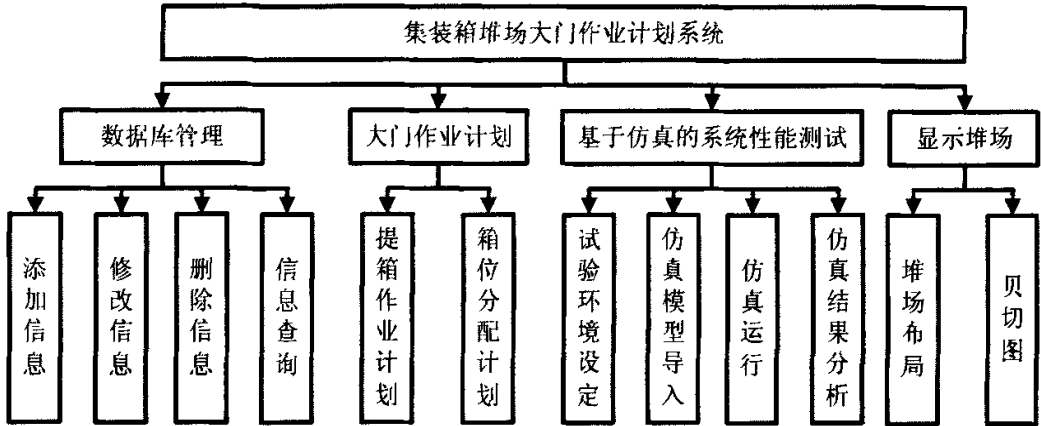 集装箱堆场大门作业计划系统
数据库管理
大门作业计划
基于仿真的系统性能测试
显示堆场
添加信息
修改信息
删除信息
信息查询
提箱作业计划
箱位分配计划
试验环境设定
仿真模型导入
仿真运行
仿真结果分析
堆场布局
贝切图